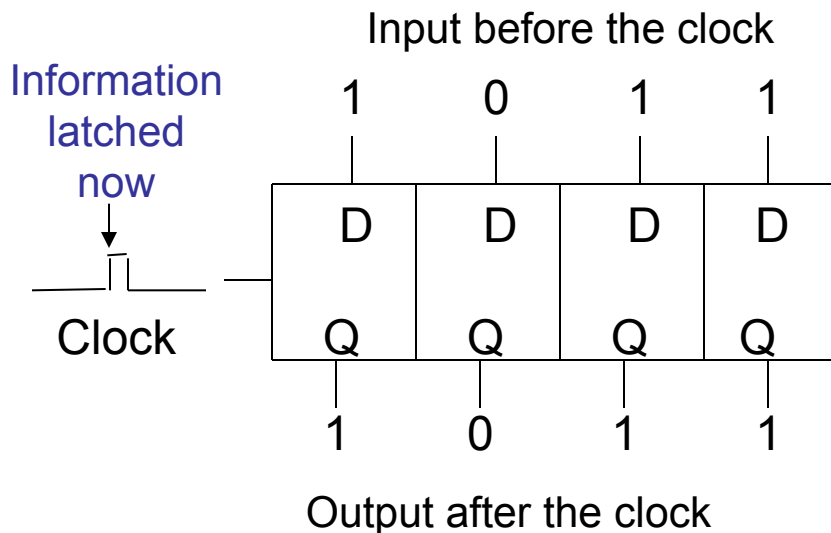 Input before the clock
Information
latched
now
1 0 1 1
D D D D
Clock
Q Q Q Q
1 0 1 1
Output after the clock